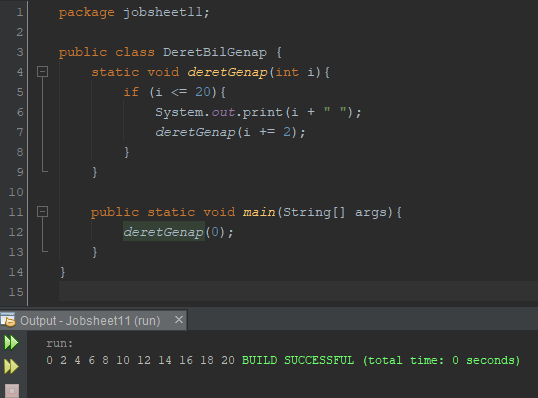 1 package jobsheet11;
2
3 public class DeretBilGenap {
4 static void deretGenap(int i){
5 if (i <= 20){
6 System.out.print(i + " ");
7 deretGenap(i += 2);
8 }
9 }
10
11 public static void main(String[] args){
12 deretGenap(0);
13 }
14 }
15
Output - Jobsheet11 (run) ×
run:
0 2 4 6 8 10 12 14 16 18 20 BUILD SUCCESSFUL (total time: 0 seconds)